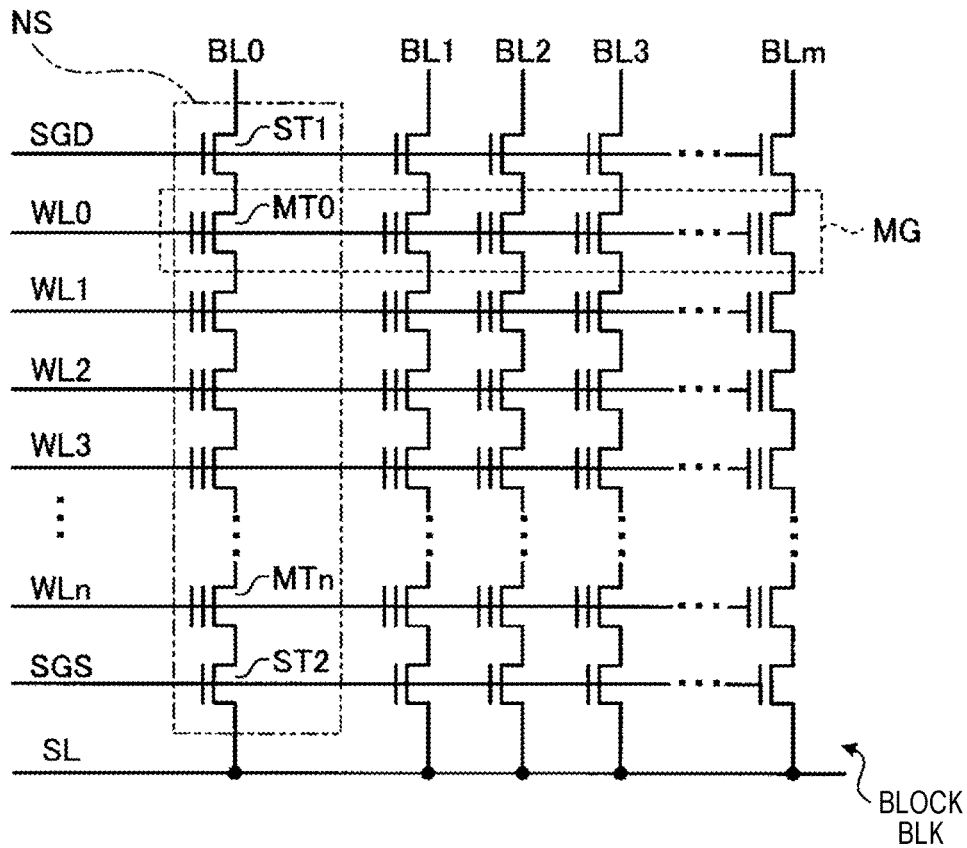 NS
BL0 BL1 BL2 BL3 BLm
SGD ST1
WL0 MT0 MG
WL1
WL2
WL3
WLn MTn
SGS ST2
SL
BLOCK
BLK